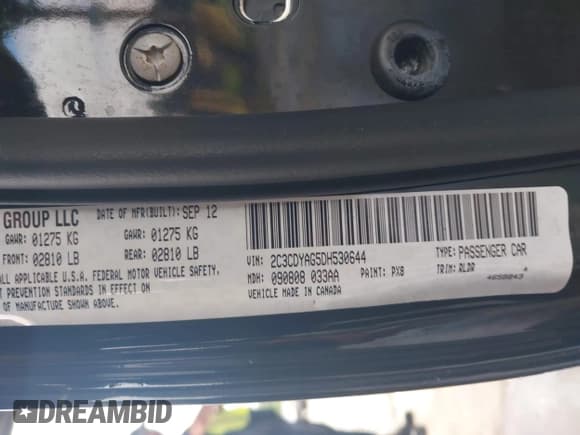 GROUP LLC
DATE OF MFR(BUILT): SEP 12
GAWR: 01275 KG
GAWR: 01275 KG
FRONT: 02810 LB
REAR: 02810 LB
ALL APPLICABLE U.S.A. FEDERAL MOTOR VEHICLE SAFETY,
PREVENTION STANDARDS IN EFFECT ON
OF MANUFACTURE SHOWN ABOVE.
VIN: 2C3CDYAG5DH530644
TYPE: PASSENGER CAR
MDH: 090808 033AA
PAINT: PX8
TRIM: RLDR
VEHICLE MADE IN CANADA
DREAMBID